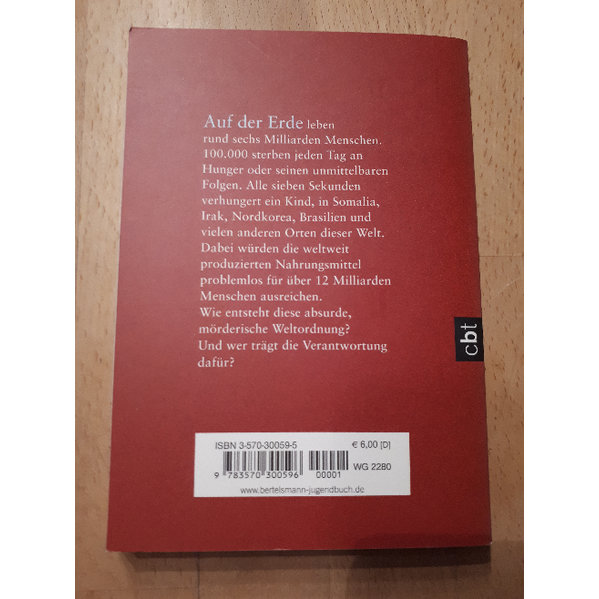 Auf der Erde leben
rund sechs Milliarden Menschen.
100.000 sterben jeden Tag an
Hunger oder seinen unmittelbaren
Folgen. Alle sieben Sekunden
verhungert ein Kind, in Somalia,
Irak, Nordkorea, Brasilien und
vielen anderen Orten dieser Welt.
Dabei würden die weltweit
produzierten Nahrungsmittel
problemlos für über 12 Milliarden
Menschen ausreichen.
Wie entsteht diese absurde,
mörderische Weltordnung?
Und wer trägt die Verantwortung
dafür?
cbt
ISBN 3-570-30059-5 € 6,00 [D]
00001
WG 2280
9 783570 300596
www.bertelsmann-jugendbuch.de